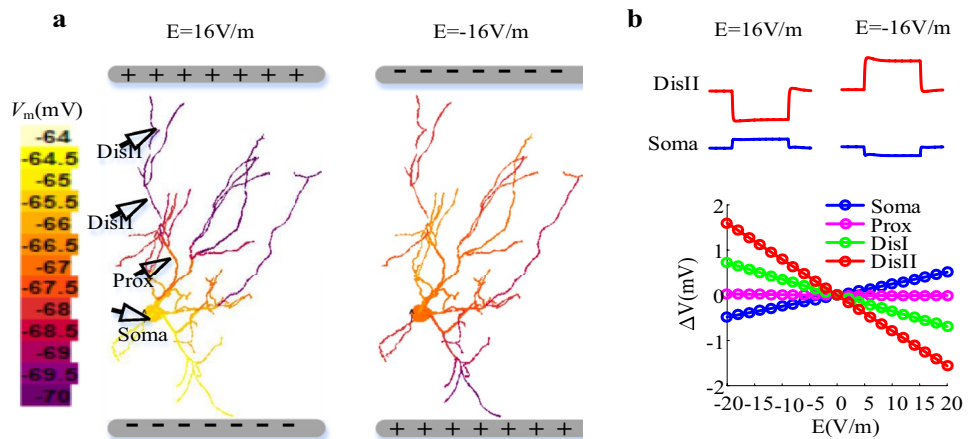 a
E=16V/m
E=-16V/m
+ + + + + + +
- - - - - - -
Vm(mV)
-64
-64.5
-65
-65.5
-66
-66.5
-67
-67.5
-68
-68.5
-69
-69.5
-70
DisII
DisII
Prox
Soma
- - - - - - -
+ + + + + + +
b
E=16V/m
E=-16V/m
DisII
Soma
Soma
Prox
DisI
DisII
ΔV(mV)
2
1
0
-1
-2
-20 -15 -10 -5 0 5 10 15 20
E(V/m)